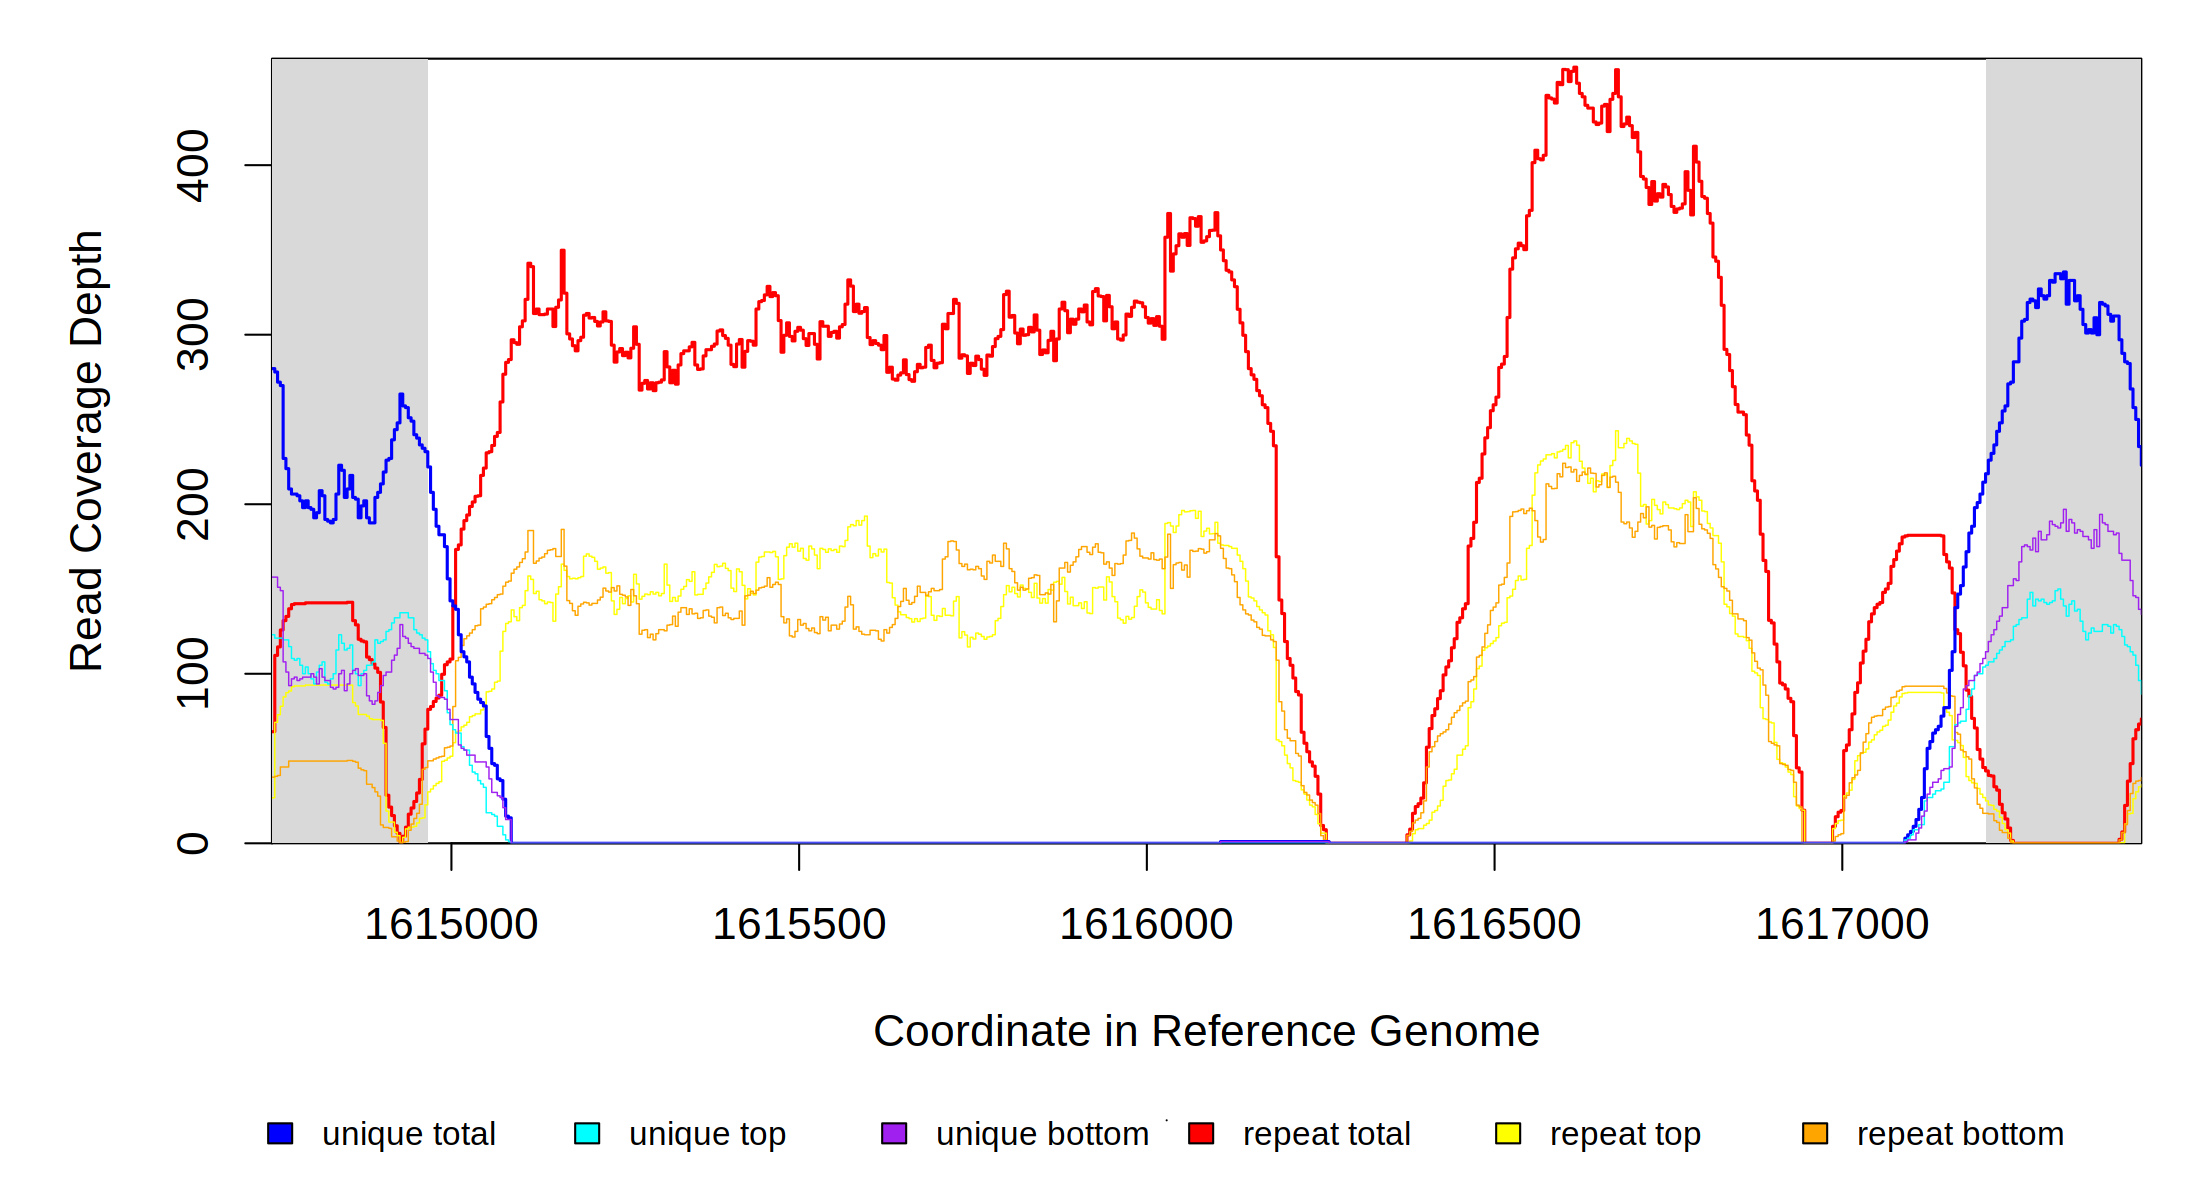 Read Coverage Depth
400
300
200
100
0
1615000 1615500 1616000 1616500 1617000
Coordinate in Reference Genome
unique total unique top unique bottom repeat total repeat top repeat bottom